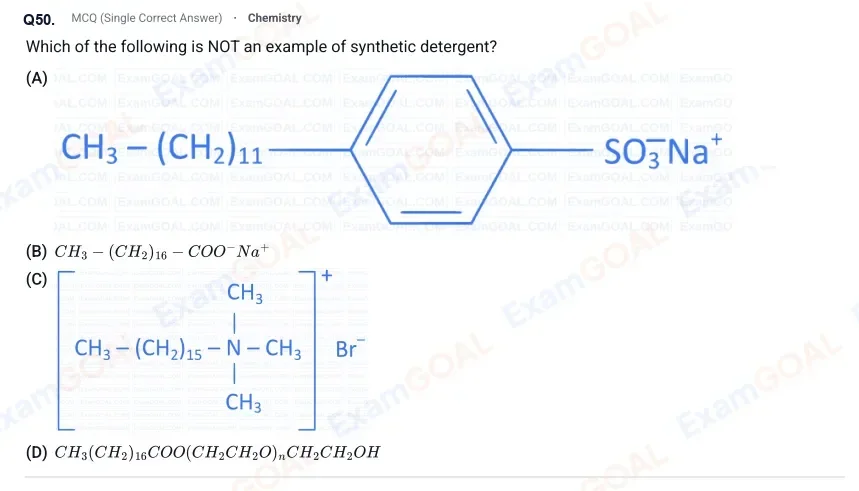 Q50. MCQ (Single Correct Answer) · Chemistry
Which of the following is NOT an example of synthetic detergent?
(A)
CH₃ – (CH₂)₁₁ SO₃⁻Na⁺
(B) CH₃ − (CH₂)₁₆ − COO⁻Na⁺
(C)
+
CH₃
|
CH₃ – (CH₂)₁₅ – N – CH₃ Br⁻
|
CH₃
(D) CH₃(CH₂)₁₆COO(CH₂CH₂O)ₙCH₂CH₂OH
ExamGOAL